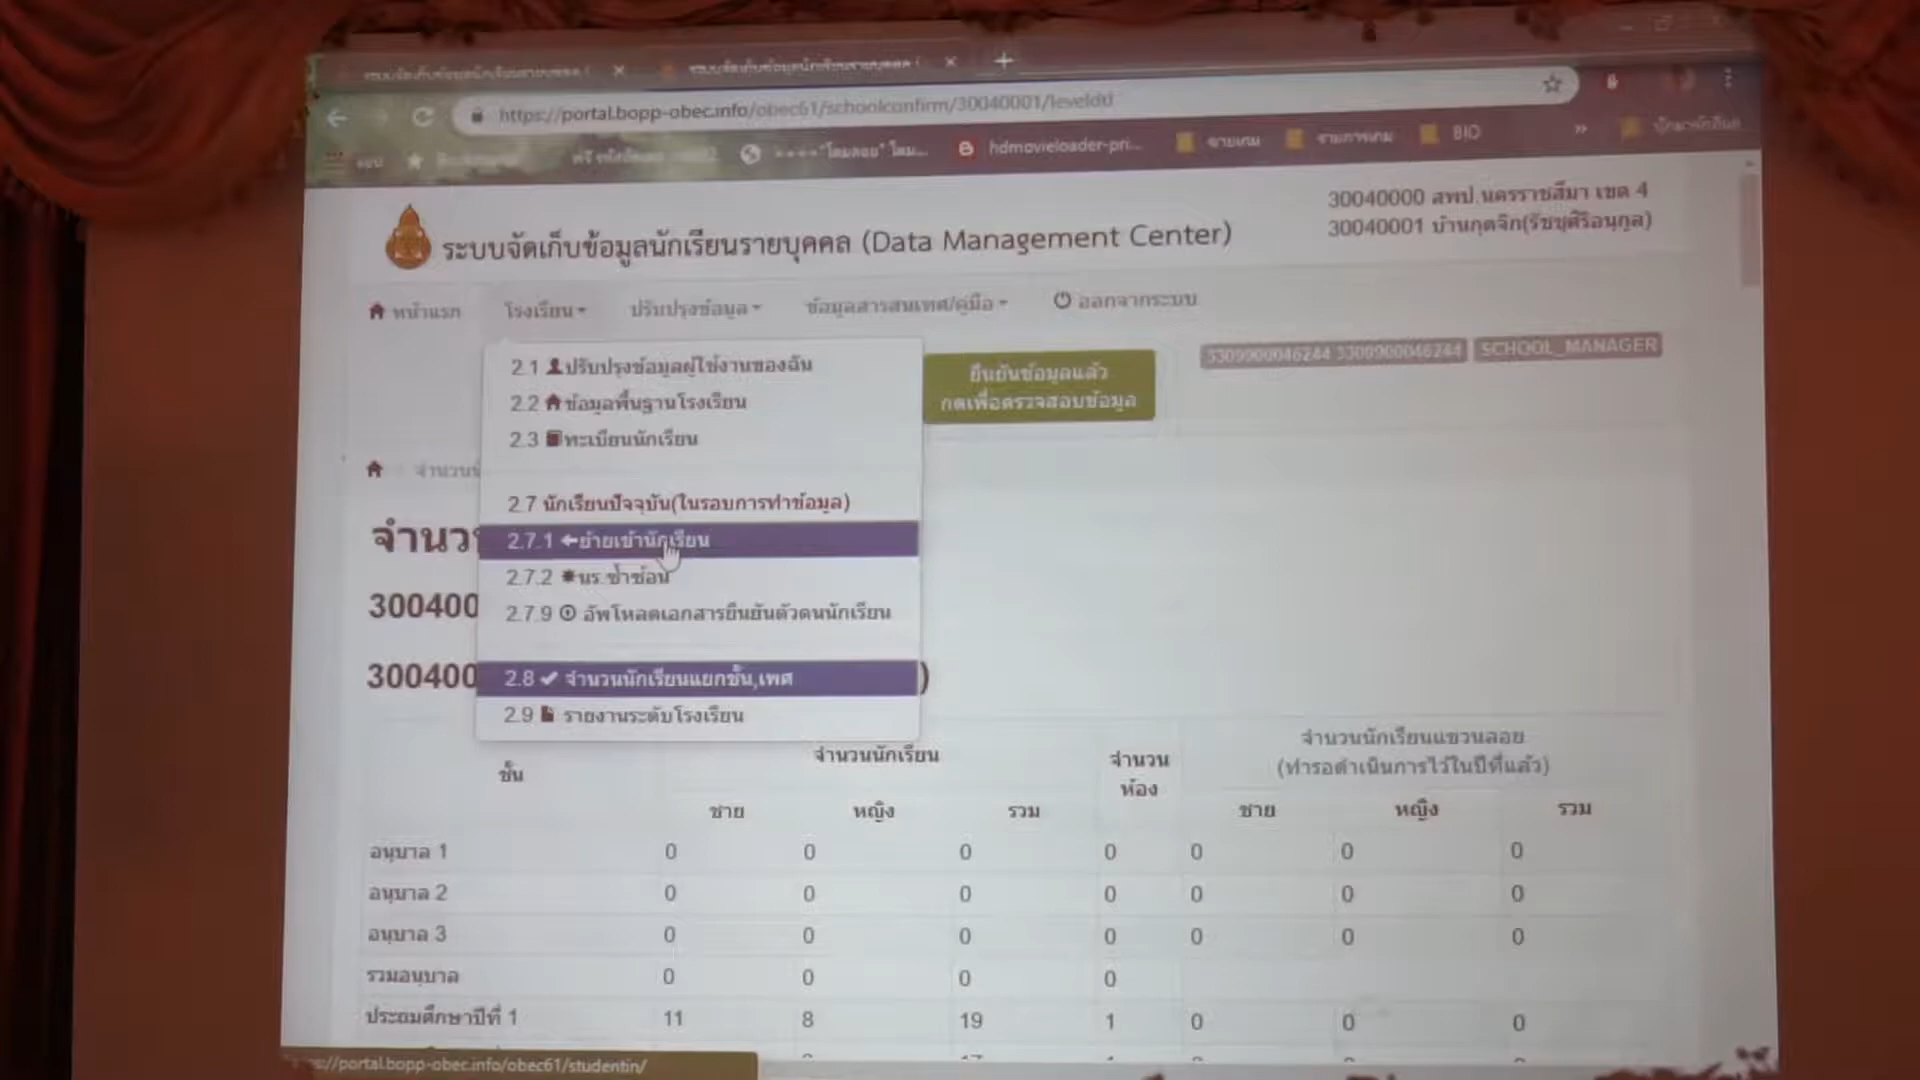 https://portal.bopp-obec.info/obec61/schoolconfirm/30040001/leveldtl
hdmovieloader-pri...
ขายเกม
รายการเกม
BIO
»
30040000 สพป.นครราชสีมา เขต 4
30040001 บ้านกุดจิก(รัชชุศิริอนุกูล)
ระบบจัดเก็บข้อมูลนักเรียนรายบุคคล (Data Management Center)
หน้าแรก
โรงเรียน
ปรับปรุงข้อมูล
ข้อมูลสารสนเทศ/คู่มือ
ออกจากระบบ
3309900046244 3309900046244
SCHOOL_MANAGER
ยืนยันข้อมูลแล้ว
กดเพื่อตรวจสอบข้อมูล
2.1 ปรับปรุงข้อมูลผู้ใช้งานของฉัน
2.2 ข้อมูลพื้นฐานโรงเรียน
2.3 ทะเบียนนักเรียน
2.7 นักเรียนปัจจุบัน(ในรอบการทำข้อมูล)
2.7.1 ย้ายเข้านักเรียน
2.7.2 นร.ซ้ำซ้อน
2.7.9 อัพโหลดเอกสารยืนยันตัวตนนักเรียน
2.8 จำนวนนักเรียนแยกชั้น,เพศ
2.9 รายงานระดับโรงเรียน
จำนวน
300400
300400 )
ชั้น จำนวนนักเรียน จำนวน จำนวนนักเรียนแขวนลอย
ห้อง (ทำรอดำเนินการไว้ในปีที่แล้ว)
ชาย หญิง รวม ชาย หญิง รวม
อนุบาล 1 0 0 0 0 0 0 0
อนุบาล 2 0 0 0 0 0 0 0
อนุบาล 3 0 0 0 0 0 0 0
รวมอนุบาล 0 0 0 0
ประถมศึกษาปีที่ 1 11 8 19 1 0 0 0
s://portal.bopp-obec.info/obec61/studentin/